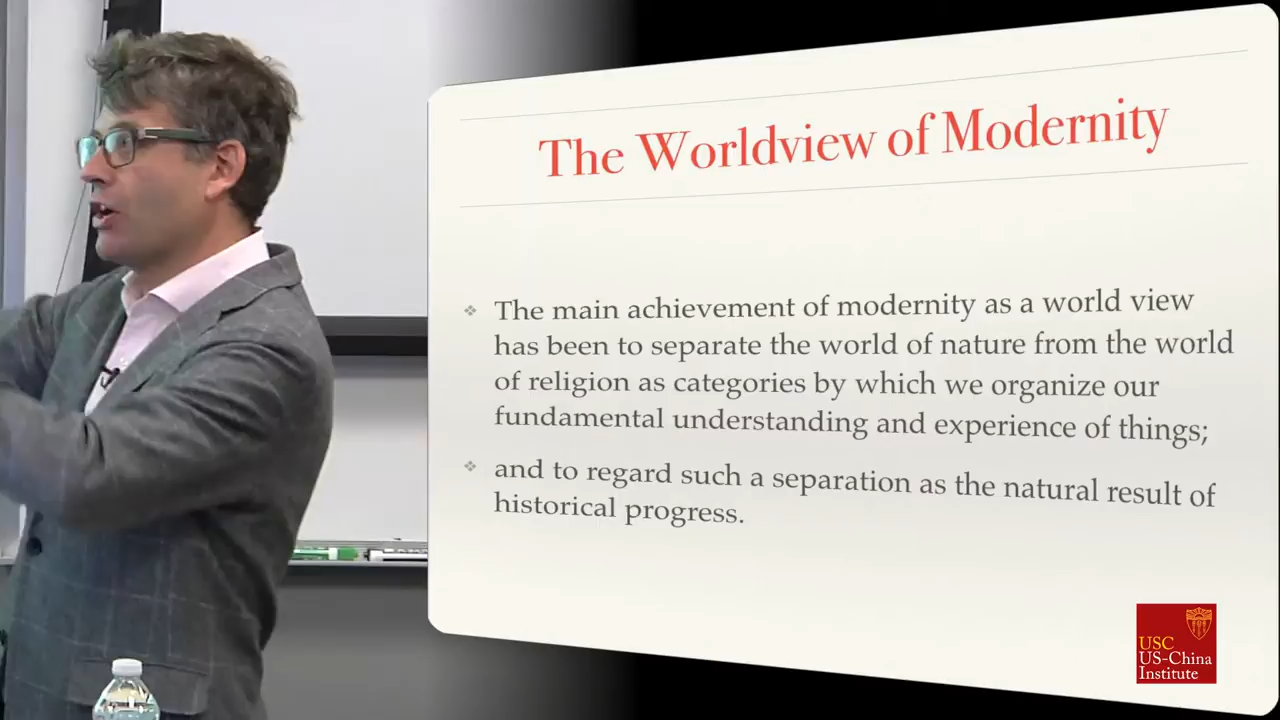 The Worldview of Modernity
❖ The main achievement of modernity as a world view
has been to separate the world of nature from the world
of religion as categories by which we organize our
fundamental understanding and experience of things;
❖ and to regard such a separation as the natural result of
historical progress.
USC
US-China
Institute